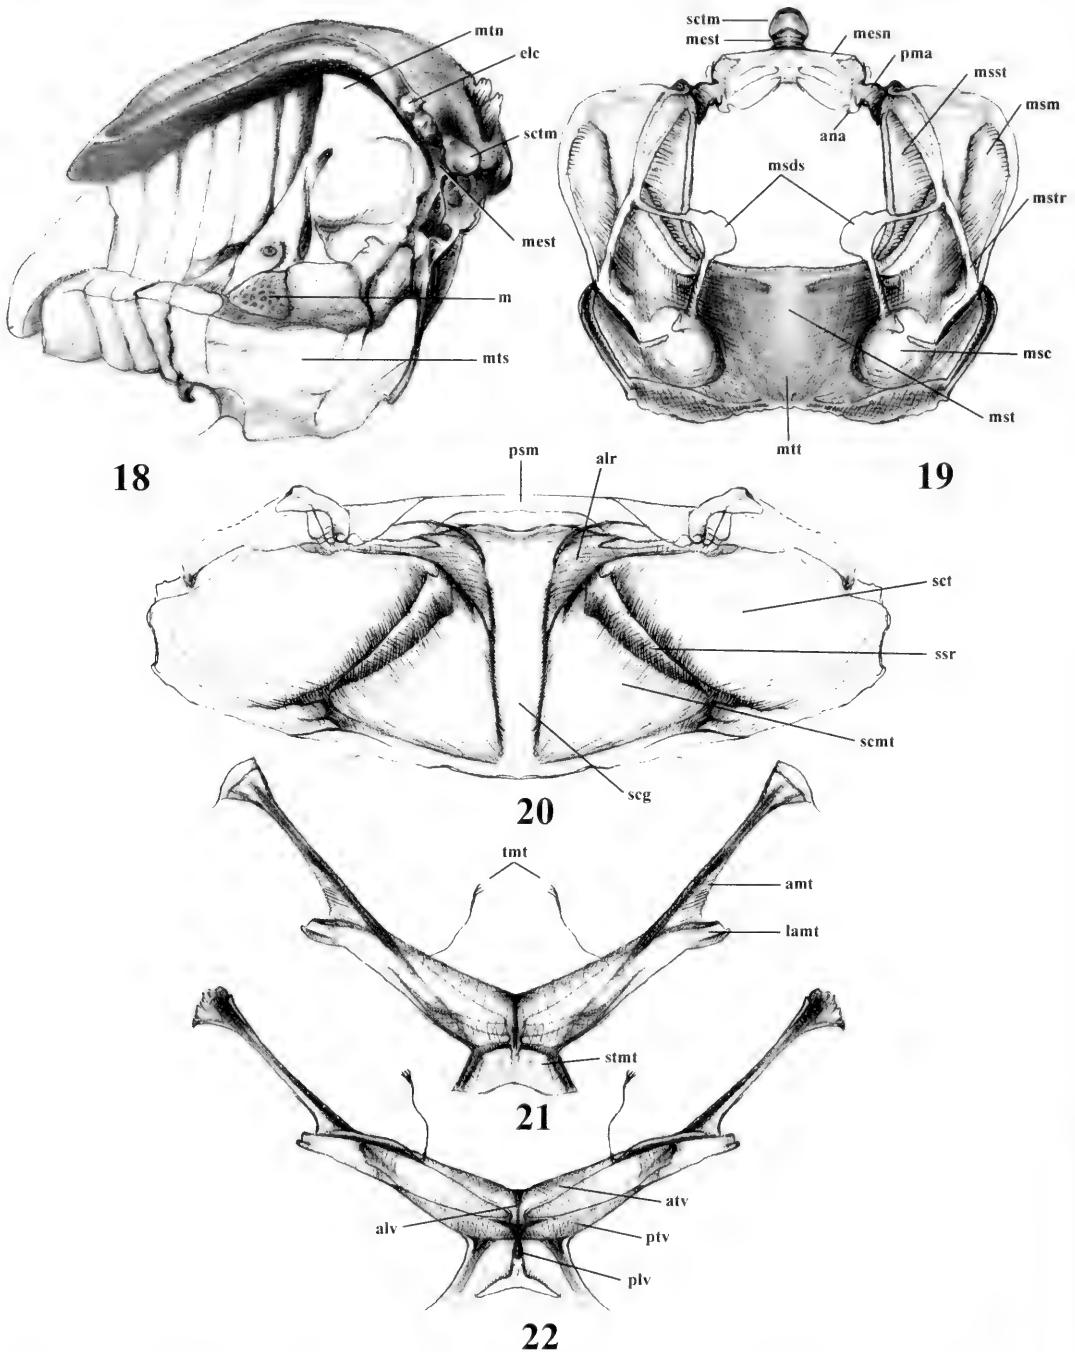 mtn
elc
sctm
mest
m
mts
18
sctm
mest
mesn
pma
msst
msm
ana
msds
mstr
msc
mst
mtt
19
psm
alr
sct
ssr
scmt
scg
20
tmt
amt
lamt
stmt
21
alv
atv
ptv
plv
22